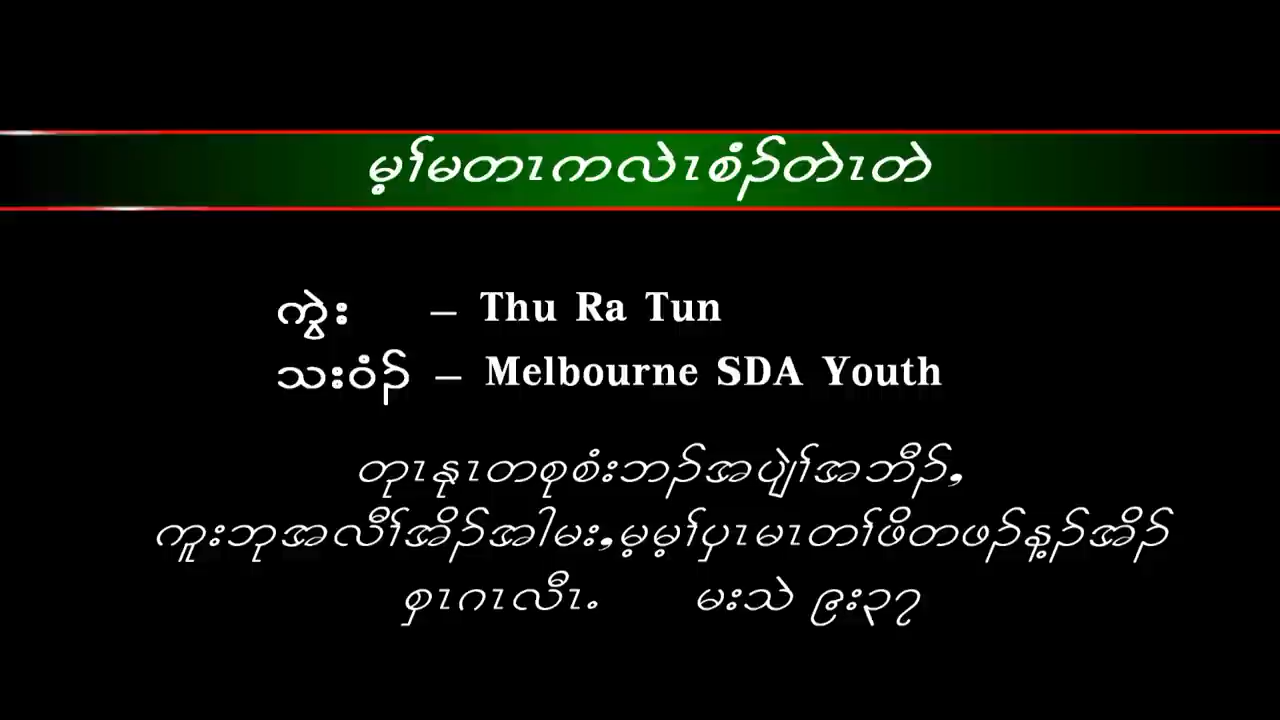 မ့ၢ်မတၤကလဲၤစံၣ်တဲၤတဲ
ကွဲး – Thu Ra Tun
သးဝံၣ် – Melbourne SDA Youth
တုၤနုၤတစုစံးဘၣ်အပျဲၢ်အဘီၣ်,
ကူးဘုအလီၢ်အိၣ်အါမး,မ့မ့ၢ်ပှၤမၤတၢ်ဖိတဖၣ်န့ၣ်အိၣ်
စှၤဂၤလီၤ. မးသဲ ၉း၃၇